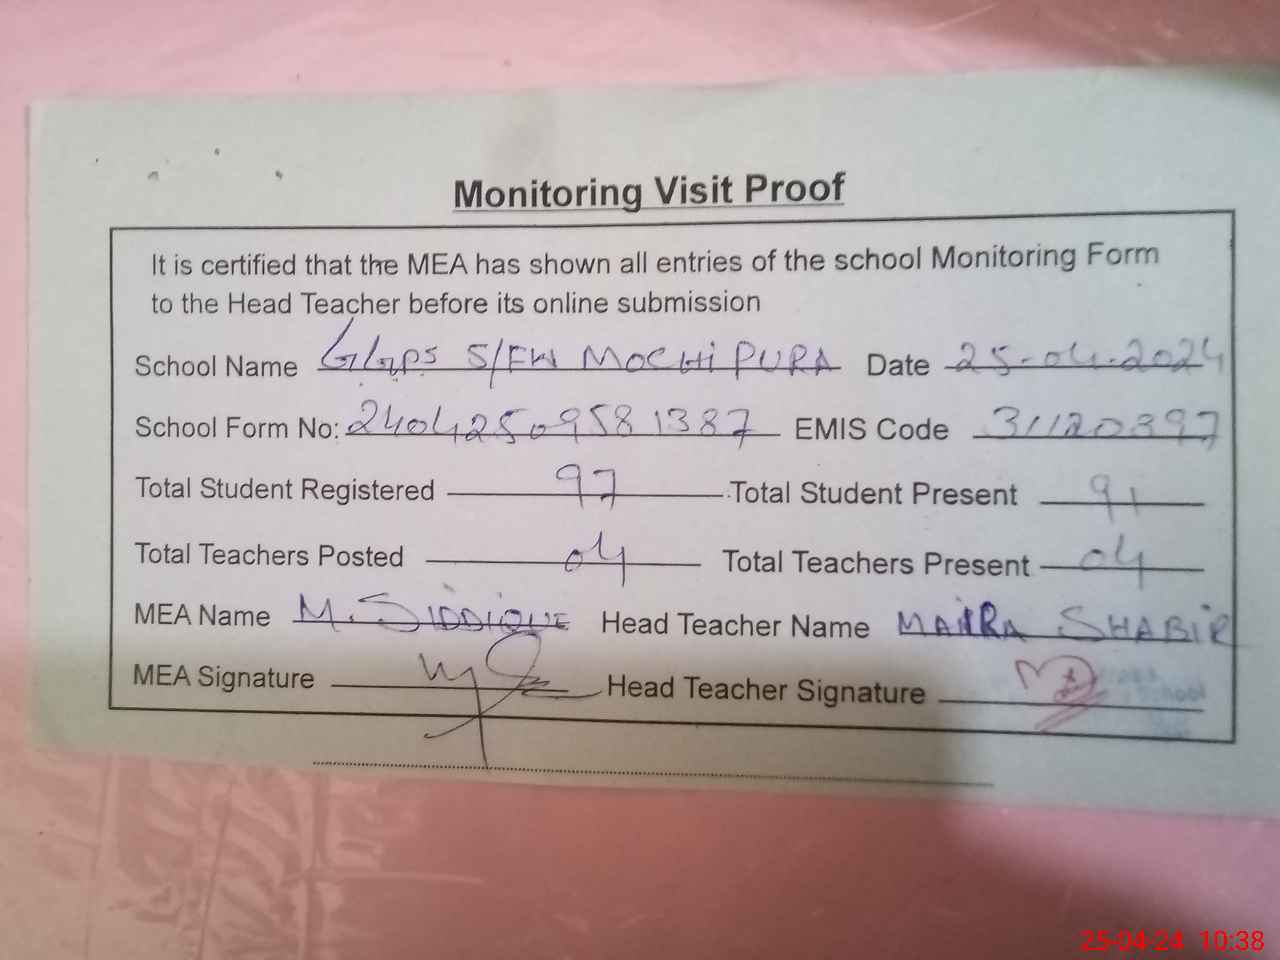 Monitoring Visit Proof
It is certified that the MEA has shown all entries of the school Monitoring Form
to the Head Teacher before its online submission
School Name GGPS S/FW MOCHI PURA Date 25-04-2024
School Form No: 2404250958 1387 EMIS Code 31120397
Total Student Registered 97 Total Student Present 91
Total Teachers Posted 04 Total Teachers Present 04
MEA Name M. SIDDIQUE Head Teacher Name MAIRA SHABIR
MEA Signature Head Teacher Signature
School
25-04-24 10:38